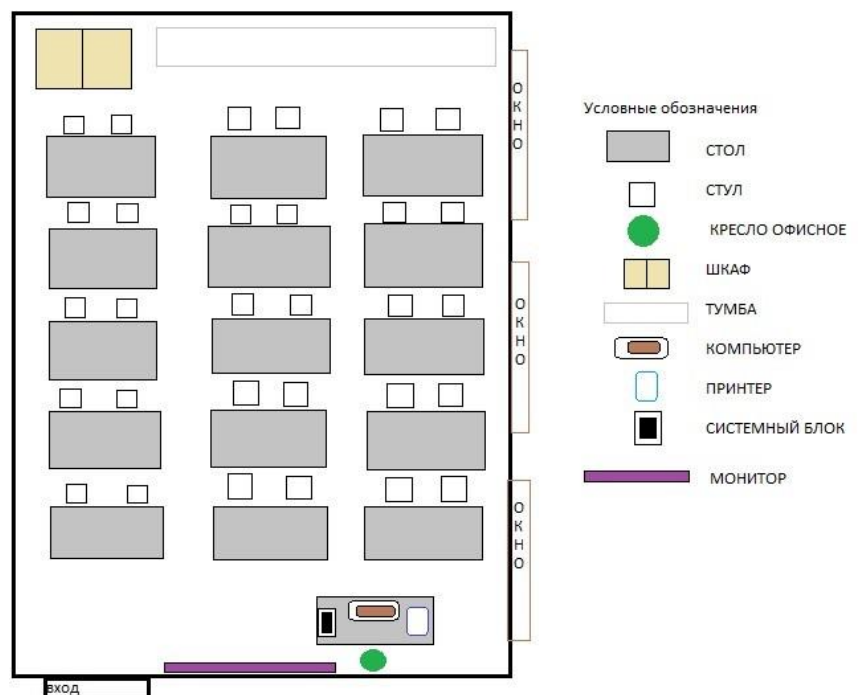 ОКНО
ОКНО
ОКНО
вход
Условные обозначения
СТОЛ
СТУЛ
КРЕСЛО ОФИСНОЕ
ШКАФ
ТУМБА
КОМПЬЮТЕР
ПРИНТЕР
СИСТЕМНЫЙ БЛОК
МОНИТОР